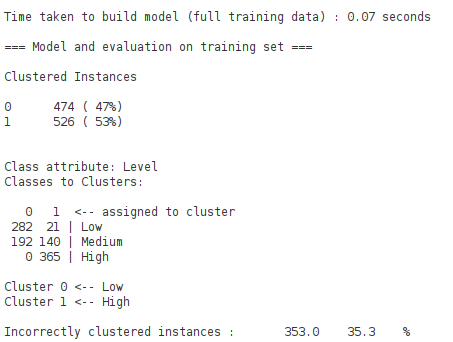 Time taken to build model (full training data) : 0.07 seconds
=== Model and evaluation on training set ===
Clustered Instances
0      474 ( 47%)
1      526 ( 53%)
Class attribute: Level
Classes to Clusters:
   0   1  <-- assigned to cluster
 282  21 | Low
 192 140 | Medium
   0 365 | High
Cluster 0 <-- Low
Cluster 1 <-- High
Incorrectly clustered instances :	353.0	 35.3	 %